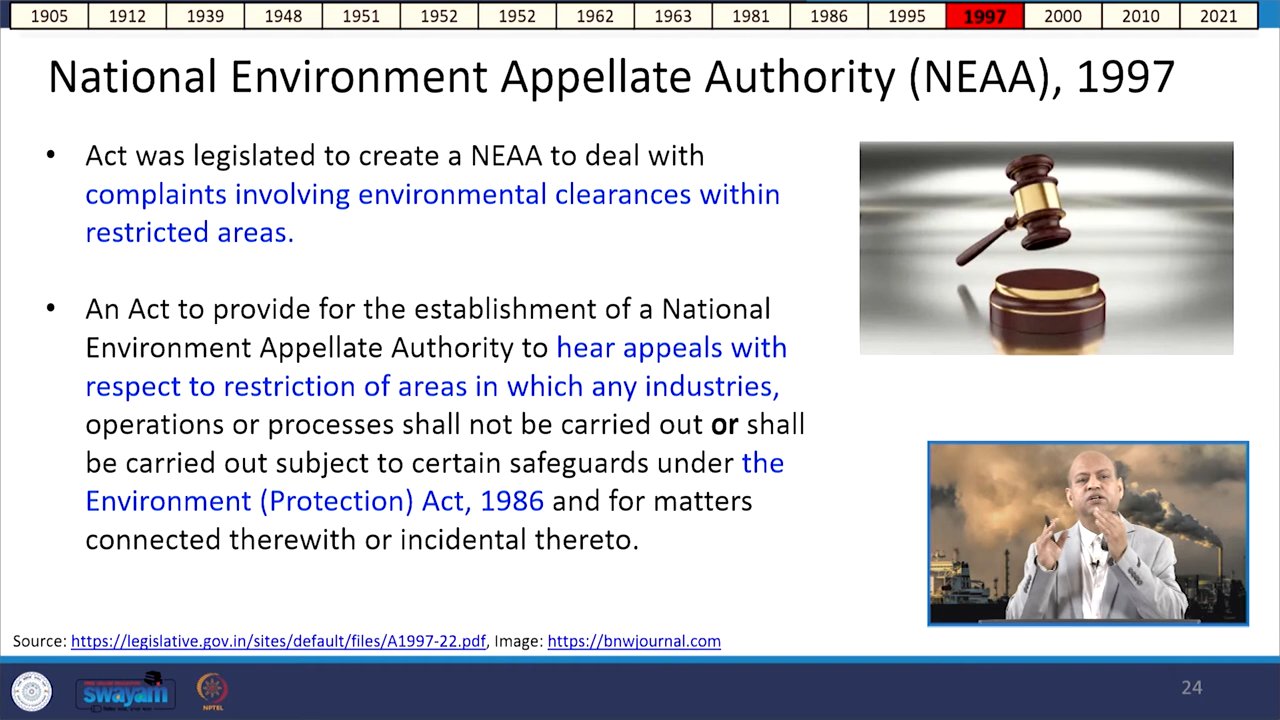 1905 1912 1939 1948 1951 1952 1952 1962 1963 1981 1986 1995 1997 2000 2010 2021
National Environment Appellate Authority (NEAA), 1997
• Act was legislated to create a NEAA to deal with
complaints involving environmental clearances within
restricted areas.
• An Act to provide for the establishment of a National
Environment Appellate Authority to hear appeals with
respect to restriction of areas in which any industries,
operations or processes shall not be carried out or shall
be carried out subject to certain safeguards under the
Environment (Protection) Act, 1986 and for matters
connected therewith or incidental thereto.
Source: https://legislative.gov.in/sites/default/files/A1997-22.pdf, Image: https://bnwjournal.com
swayam
NPTEL
24